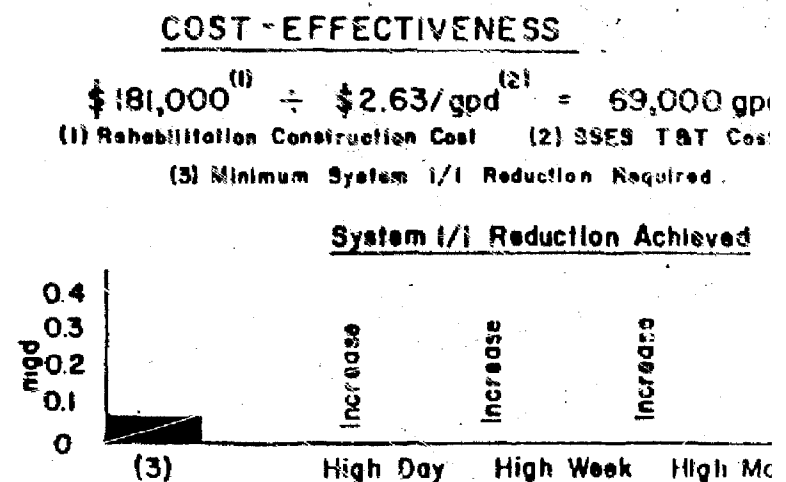 COST-EFFECTIVENESS
$181,000(1) ÷ $2.63/gpd(2) = 69,000 gp
(1) Rehabilitation Construction Cost (2) SSES T&T Cos
(3) Minimum System I/I Reduction Required.
System I/I Reduction Achieved
0.4
0.3
0.2
0.1
0
mgd
Increase
Increase
Increase
(3) High Day High Week High Mo